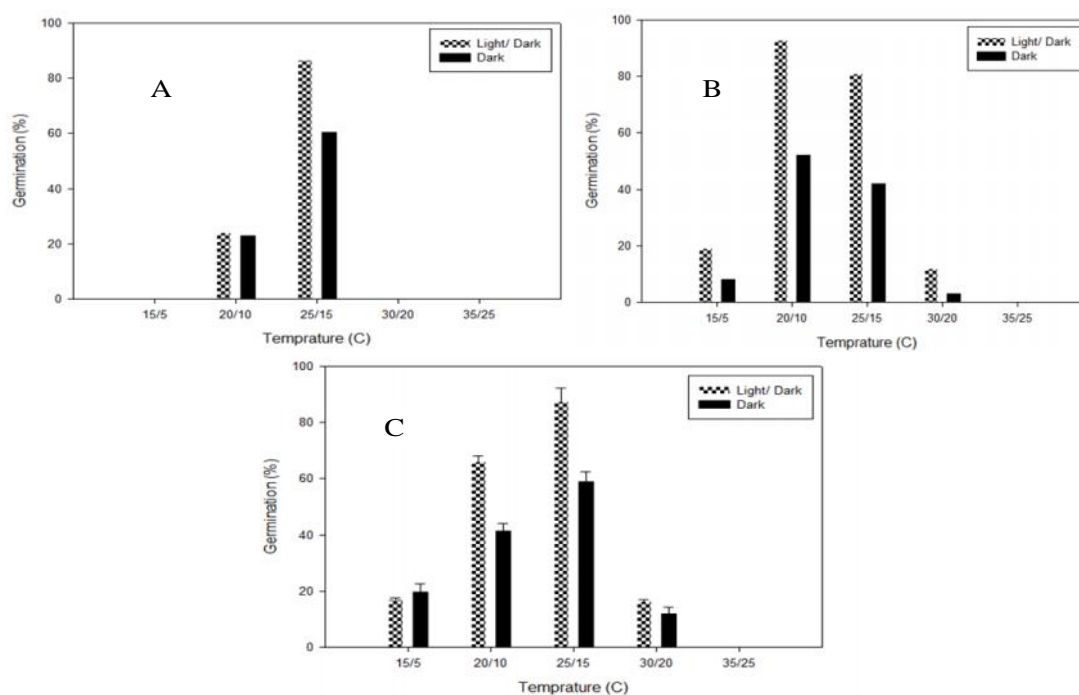 100
80
60
40
20
0
Germination (%)
A
Light/ Dark
Dark
15/5 20/10 25/15 30/20 35/25
Temprature (C)
100
80
60
40
20
0
Germination (%)
B
Light/ Dark
Dark
15/5 20/10 25/15 30/20 35/25
Temprature (C)
100
80
60
40
20
0
Germination (%)
C
Light/ Dark
Dark
15/5 20/10 25/15 30/20 35/25
Temprature (C)